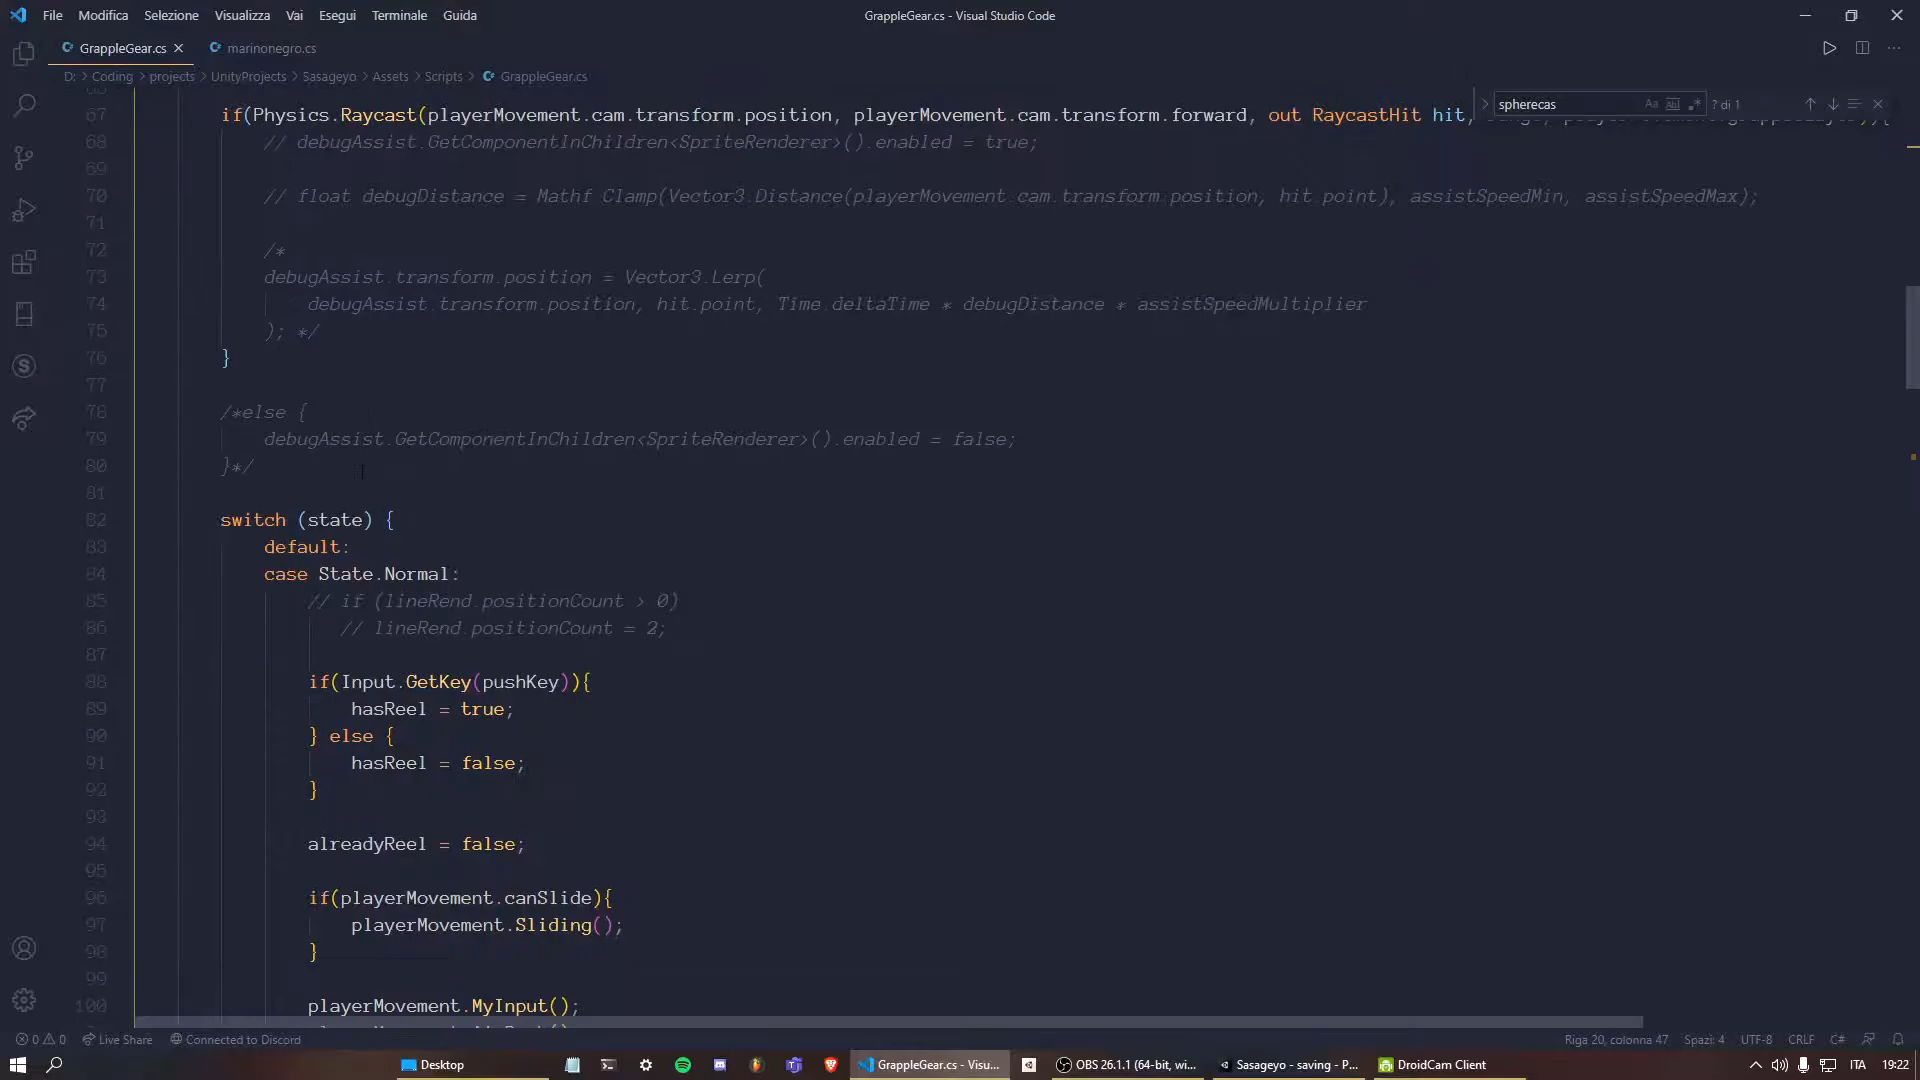 File Modifica Selezione Visualizza Vai Esegui Terminale Guida
GrappleGear.cs - Visual Studio Code
GrappleGear.cs
marinonegro.cs
D: > Coding > projects > UnityProjects > Sasageyo > Assets > Scripts > GrappleGear.cs
spherecas
Aa Abl .* ? di 1
67 if(Physics.Raycast(playerMovement.cam.transform.position, playerMovement.cam.transform.forward, out RaycastHit hit,
68 // debugAssist.GetComponentInChildren<SpriteRenderer>().enabled = true;
69
70 // float debugDistance = Mathf.Clamp(Vector3.Distance(playerMovement.cam.transform.position, hit.point), assistSpeedMin, assistSpeedMax);
71
72 /*
73 debugAssist.transform.position = Vector3.Lerp(
74 debugAssist.transform.position, hit.point, Time.deltaTime * debugDistance * assistSpeedMultiplier
75 ); */
76 }
77
78 /*else {
79 debugAssist.GetComponentInChildren<SpriteRenderer>().enabled = false;
80 }*/
81
82 switch (state) {
83 default:
84 case State.Normal:
85 // if (lineRend.positionCount > 0)
86 // lineRend.positionCount = 2;
87
88 if(Input.GetKey(pushKey)){
89 hasReel = true;
90 } else {
91 hasReel = false;
92 }
93
94 alreadyReel = false;
95
96 if(playerMovement.canSlide){
97 playerMovement.Sliding();
98 }
99
100 playerMovement.MyInput();
0 0 Live Share Connected to Discord
Riga 20, colonna 47 Spazi: 4 UTF-8 CRLF C#
Desktop
GrappleGear.cs - Visu...
OBS 26.1.1 (64-bit, wi...
Sasageyo - saving - P...
DroidCam Client
ITA 19:22